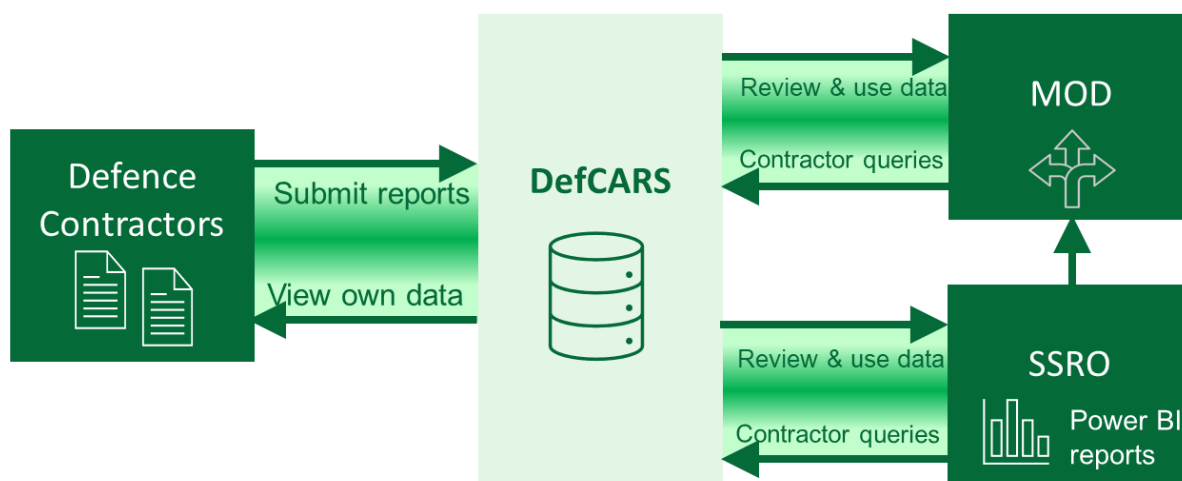 Defence
Contractors
Submit reports
View own data
DefCARS
Review & use data
Contractor queries
MOD
Review & use data
Contractor queries
SSRO
Power BI
reports